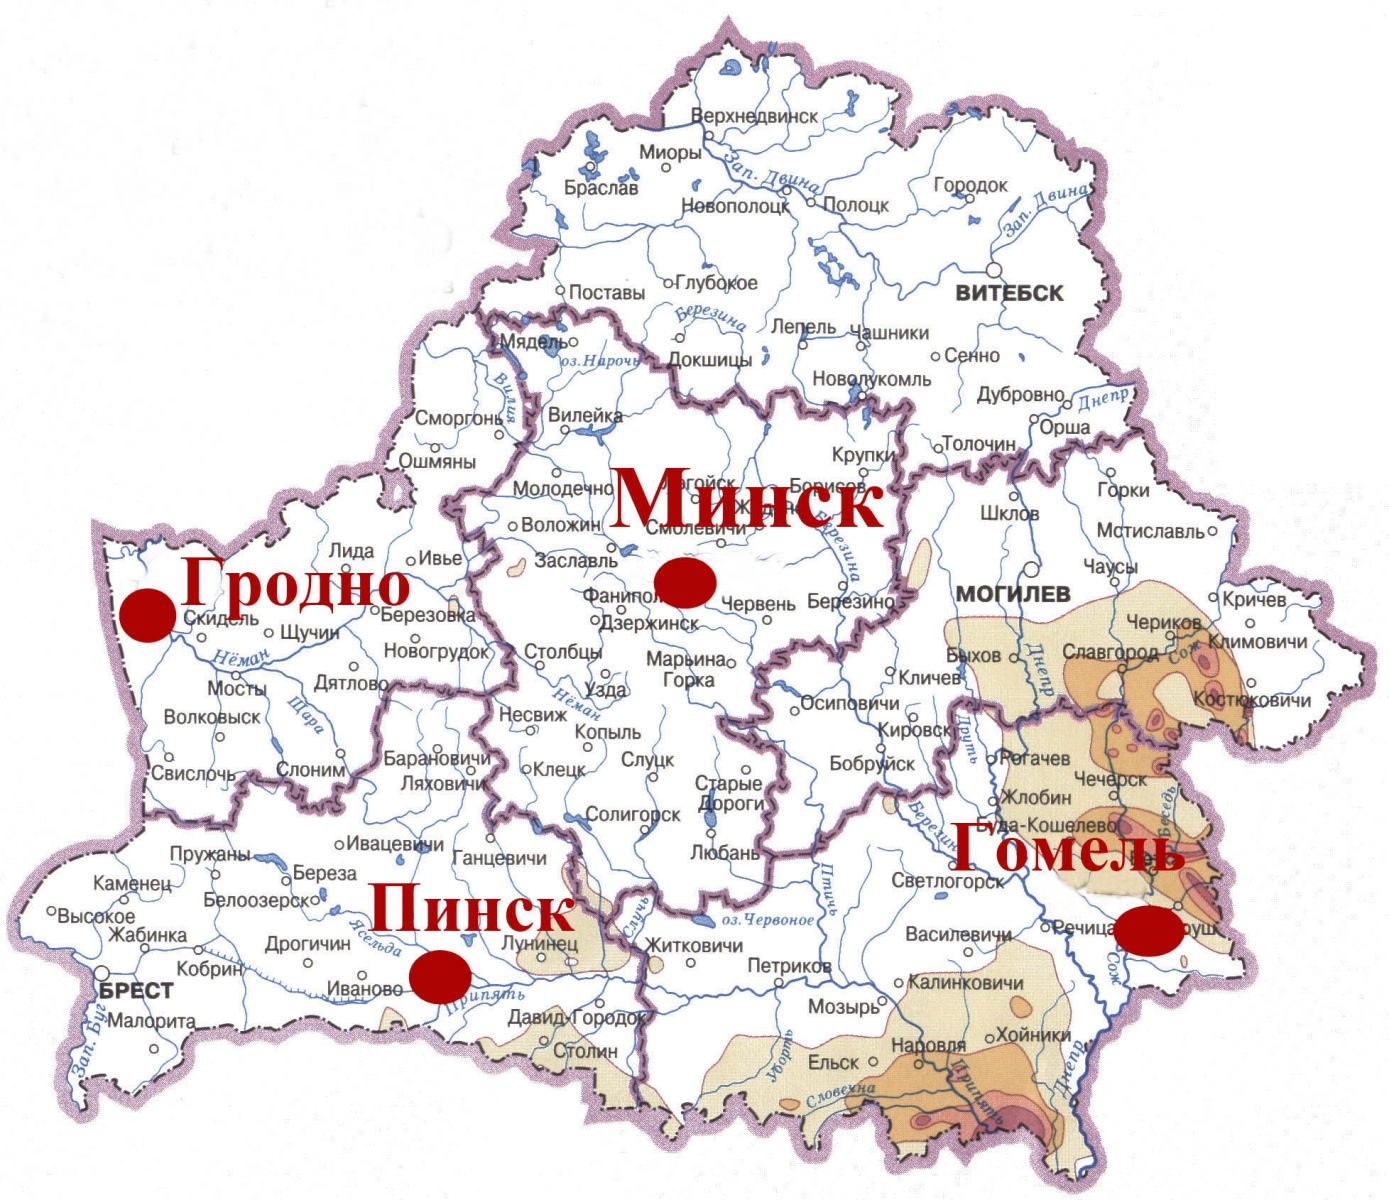 Верхнедвинск
Миоры
Зап. Двина
Браслав
Городок
Новополоцк
Полоцк
Зап. Двина
Глубокое
Поставы
ВИТЕБСК
Березина
Лепель
Чашники
Мядель
оз.Нарочь
Докшицы
Сенно
Новолукомль
Вилия
Дубровно
Днепр
Сморгонь
Вилейка
Орша
Толочин
Крупки
Ошмяны
Минск
Логойск
Борисов
Молодечно
Горки
Шклов
Воложин
Смолевичи
Мстиславль
Березина
Лида
Ивье
Заславль
Чаусы
Гродно
Фаниполь
МОГИЛЕВ
Червень
Березино
Кричев
Скидель
Березовка
Дзержинск
Чериков
Щучин
Климовичи
Новогрудок
Столбцы
Марьина
Горка
Быхов
Славгород
Сож
Нёман
Мосты
Дятлово
Узда
Кличев
Днепр
Щара
Нёман
Осиповичи
Костюковичи
Волковыск
Несвиж
Копыль
Кировск
Друть
Свислочь
Слоним
Барановичи
Ляховичи
Клецк
Слуцк
Бобруйск
Рогачев
Чечерск
Старые
Дороги
Жлобин
Беседь
Солигорск
Березина
Буда-Кошелево
Гомель
Пружаны
Ивацевичи
Ганцевичи
Любань
Каменец
Береза
Светлогорск
Птичь
Белоозерск
Пинск
Высокое
Случь
оз.Червоное
Жабинка
Дрогичин
Ясельда
Лунинец
Житковичи
Василевичи
Речица
Кобрин
Петриков
Сож
БРЕСТ
Иваново
Припять
Калинковичи
Мозырь
Малорита
Давид-Городок
Хойники
Зап. Буг
Столин
Уборть
Ельск
Наровля
Днепр
Словечна
Припять